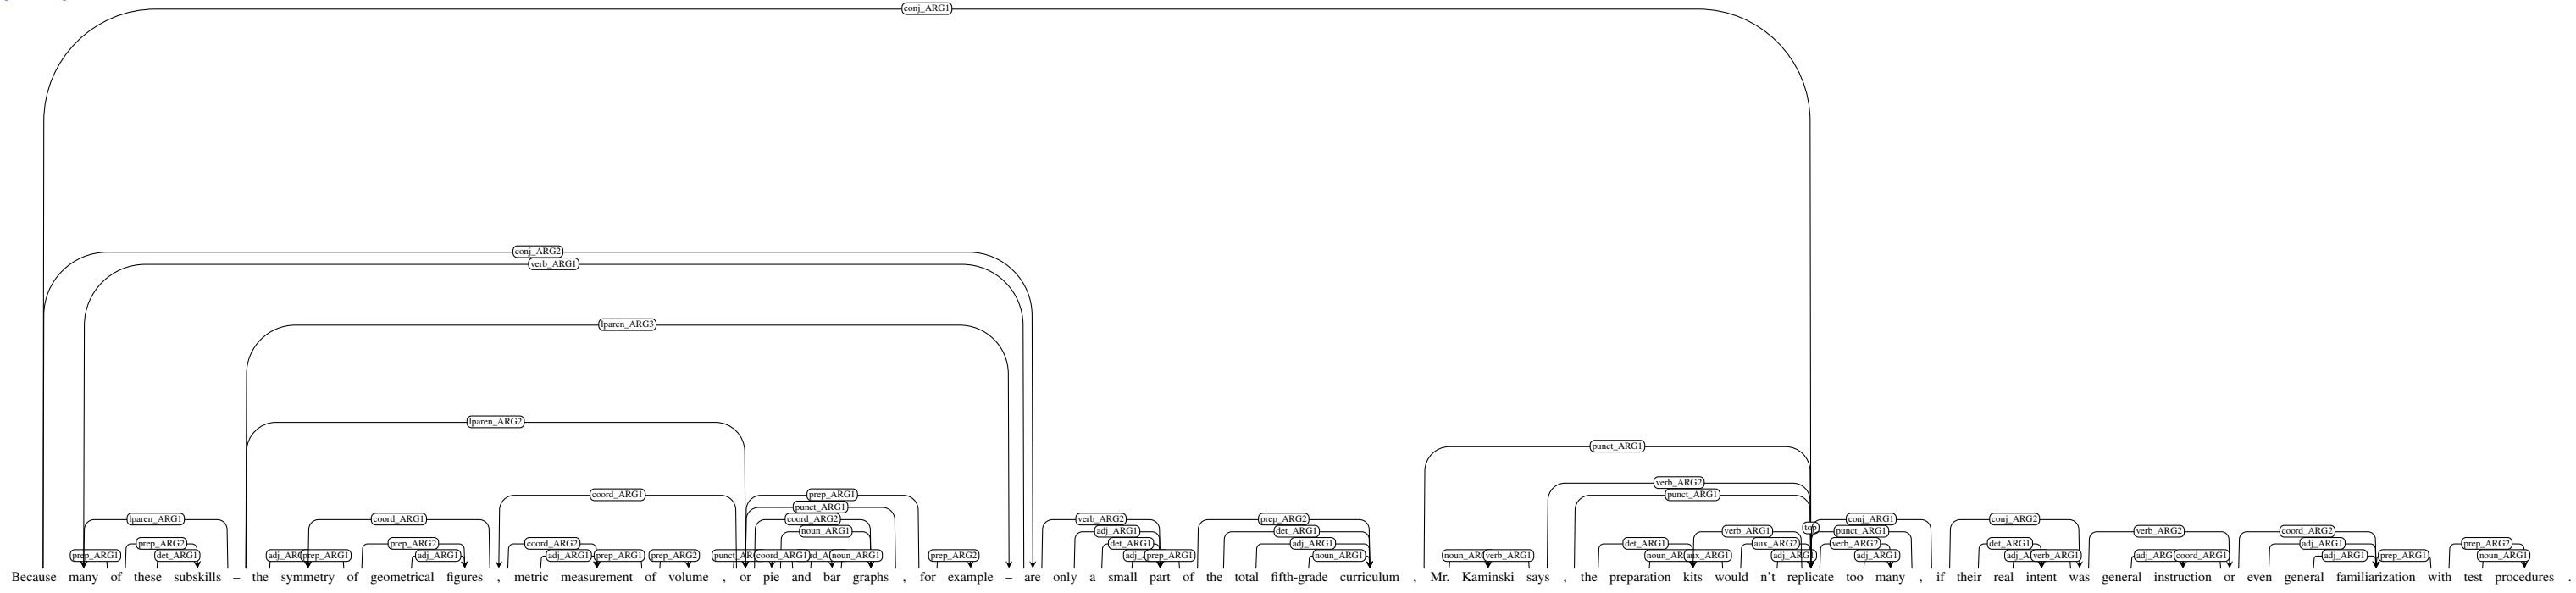 conj_ARG1
conj_ARG2
verb_ARG1
lparen_ARG3
lparen_ARG2
punct_ARG1
verb_ARG2
coord_ARG1 prep_ARG1 punct_ARG1
punct_ARG1
lparen_ARG1 coord_ARG1 coord_ARG2 verb_ARG2 prep_ARG2 conj_ARG1 conj_ARG2
top
noun_ARG1 adj_ARG1 det_ARG1 verb_ARG1 punct_ARG1 verb_ARG2 coord_ARG2
prep_ARG2 prep_ARG2 coord_ARG2 det_ARG1 adj_ARG1 det_ARG1 aux_ARG2 verb_ARG2 det_ARG1 adj_ARG1 prep_ARG2
prep_ARG1 det_ARG1 prep_ARG1 adj_ARG1 adj_ARG1 prep_ARG1 prep_ARG2 coord_ARG1 noun_ARG1 prep_ARG2 prep_ARG1 noun_ARG1 verb_ARG1 aux_ARG1 adj_ARG1 verb_ARG1 coord_ARG1 adj_ARG1 prep_ARG1 noun_ARG1
Because many of these subskills – the symmetry of geometrical figures , metric measurement of volume , or pie and bar graphs , for example – are only a small part of the total fifth-grade curriculum , Mr. Kaminski says , the preparation kits would n't replicate too many , if their real intent was general instruction or even general familiarization with test procedures .